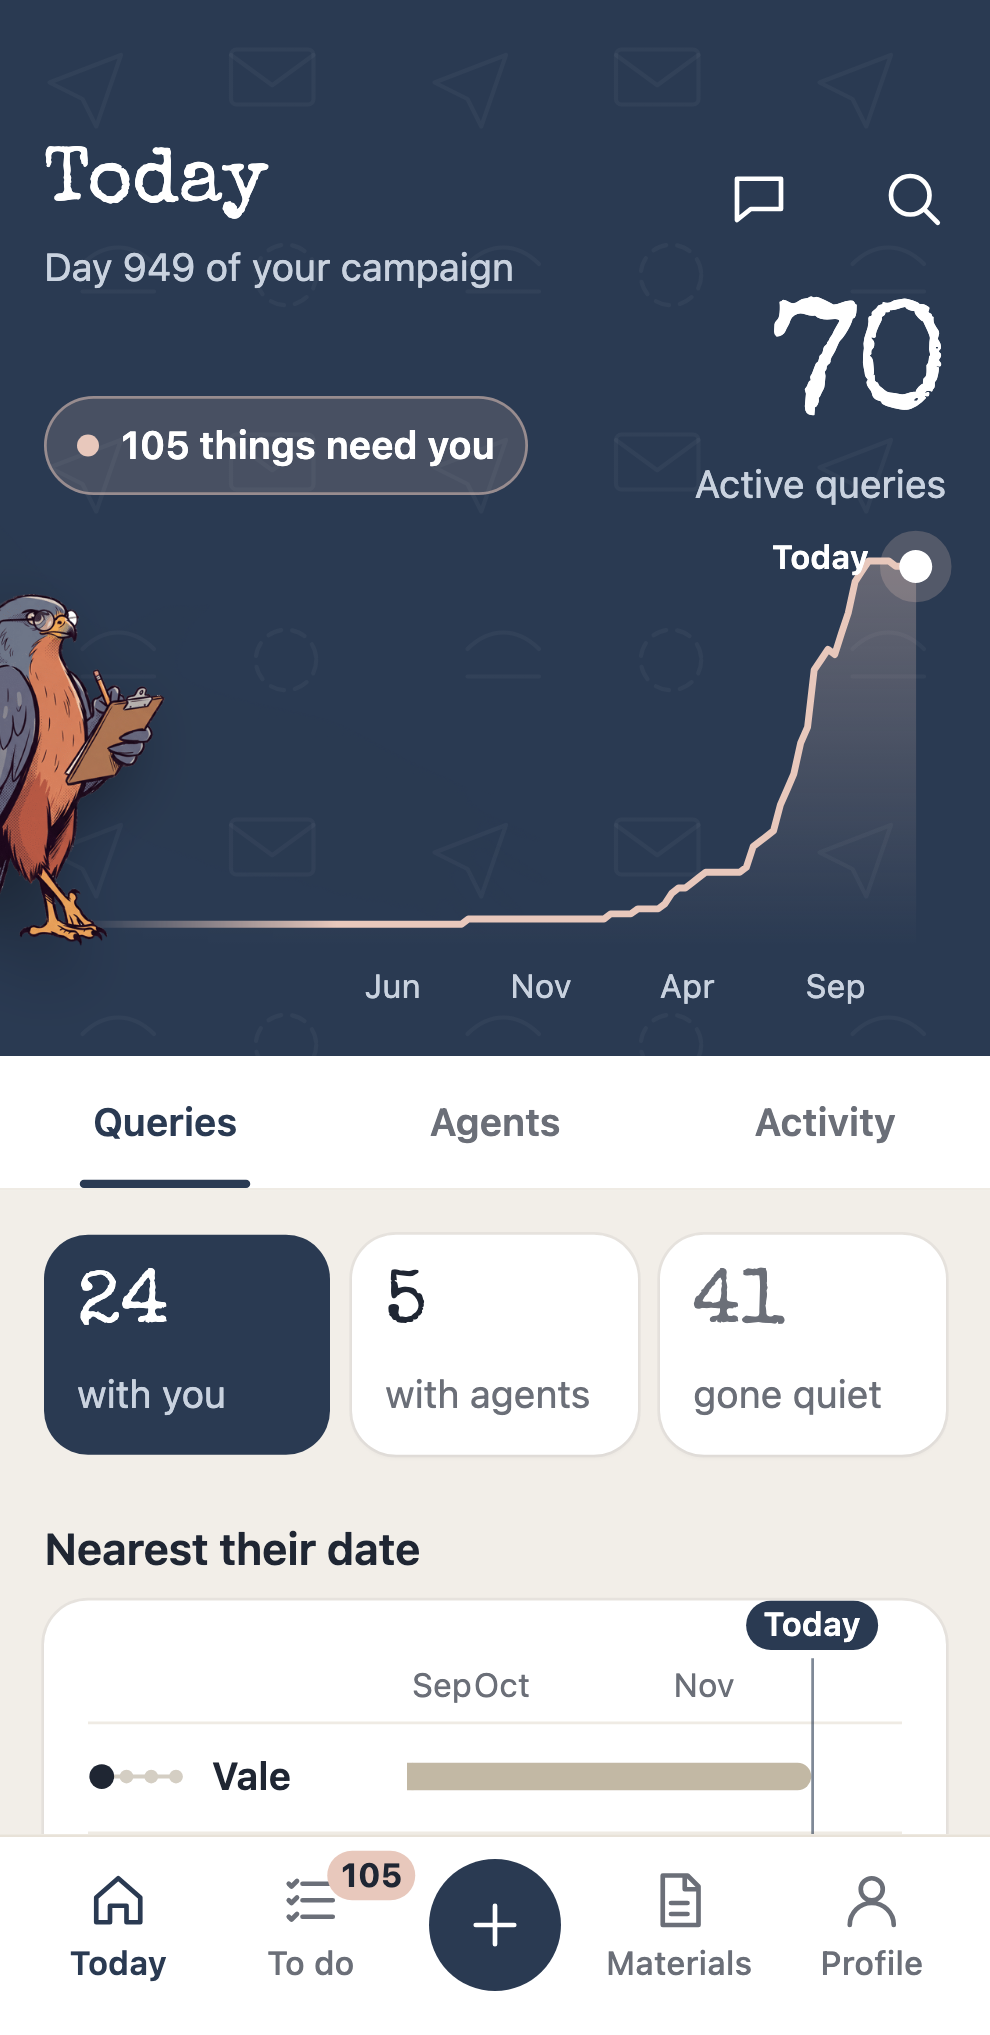 Today
Day 949 of your campaign
70
105 things need you
Active queries
Today
Jun Nov Apr Sep
Queries Agents Activity
24 5 41
with you with agents gone quiet
Nearest their date
Today
Sep Oct Nov
Vale
105
Today To do Materials Profile